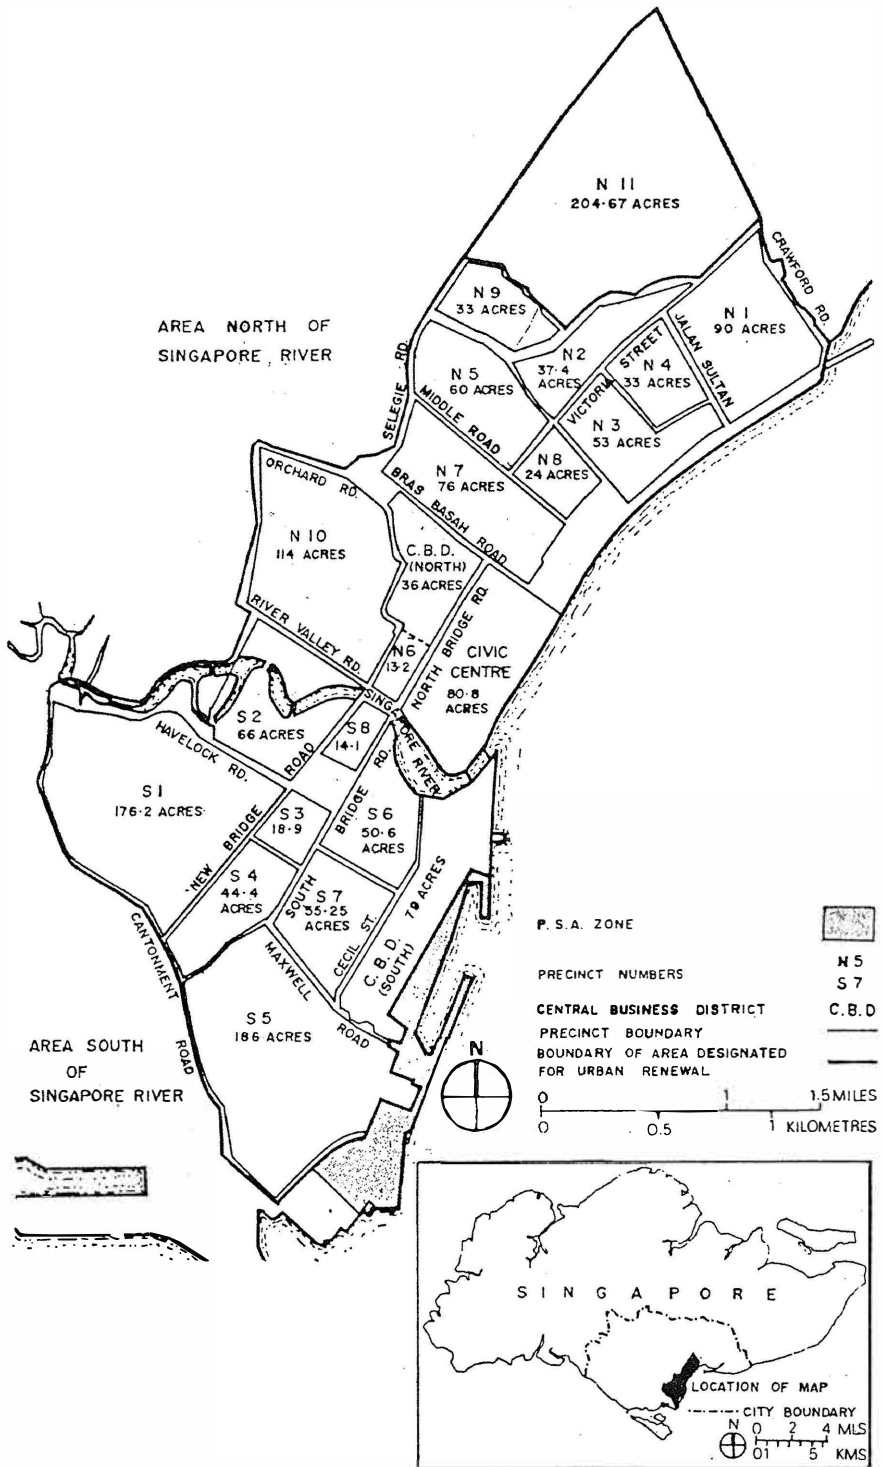 N 11
204·67 ACRES
CRAWFORD RD.
N 9
33 ACRES
N 1
90 ACRES
AREA NORTH OF
SINGAPORE RIVER
SELEGIE RD.
N 5
60 ACRES
N 2
37·4
ACRES
VICTORIA STREET
N 4
33 ACRES
JALAN SULTAN
MIDDLE ROAD
N 3
53 ACRES
N 8
24 ACRES
N 7
76 ACRES
ORCHARD RD.
BRAS BASAH ROAD
N 10
114 ACRES
C.B.D.
(NORTH)
36 ACRES
RIVER VALLEY RD.
N6
13·2
NORTH BRIDGE RD.
CIVIC
CENTRE
80·8
ACRES
SINGAPORE RIVER
S 2
66 ACRES
S 8
14·1
HAVELOCK RD.
S 1
176·2 ACRES
NEW BRIDGE ROAD
S 3
18·9
SOUTH BRIDGE RD.
S 6
50·6
ACRES
S 4
44·4
ACRES
S 7
55·25
ACRES
CECIL ST.
C.B.D.
(SOUTH)
79 ACRES
CANTONMENT ROAD
MAXWELL ROAD
S 5
186 ACRES
AREA SOUTH
OF
SINGAPORE RIVER
P.S.A. ZONE
PRECINCT NUMBERS
N 5
S 7
CENTRAL BUSINESS DISTRICT
C.B.D
PRECINCT BOUNDARY
BOUNDARY OF AREA DESIGNATED
FOR URBAN RENEWAL
N
0 1 1.5 MILES
0 0.5 1 KILOMETRES
SINGAPORE
LOCATION OF MAP
CITY BOUNDARY
N
0 2 4 MLS
01 5 KMS